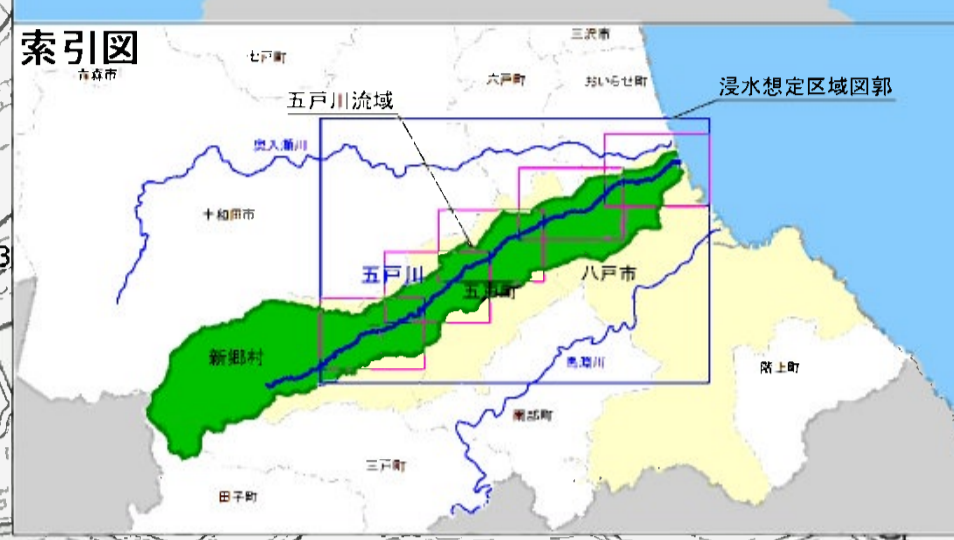 索引図
三沢市
七戸町
青森市
六戸町
おいらせ町
浸水想定区域図郭
五戸川流域
奥入瀬川
十和田市
3
五戸川
八戸市
五戸町
新郷村
馬淵川
階上町
南部町
三戸町
田子町